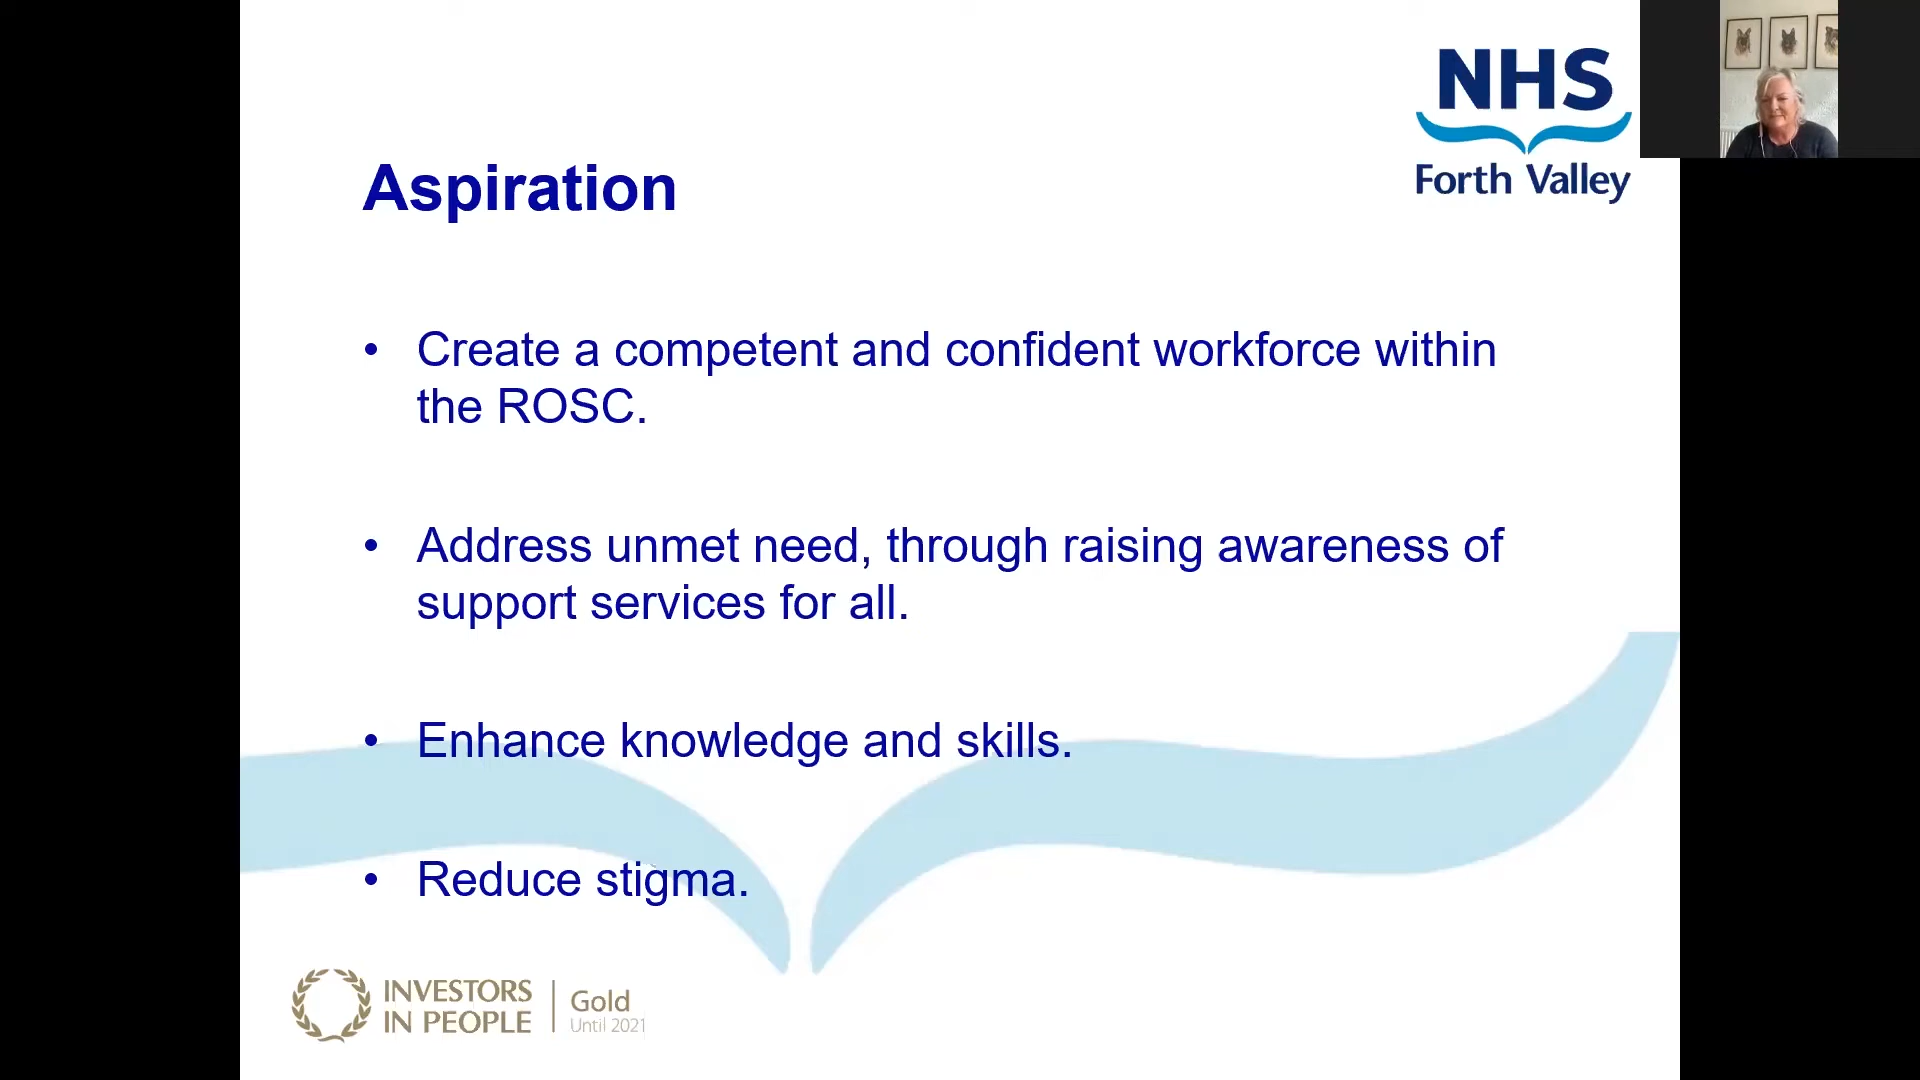 NHS
Forth Valley
Aspiration
• Create a competent and confident workforce within
the ROSC.
• Address unmet need, through raising awareness of
support services for all.
• Enhance knowledge and skills.
• Reduce stigma.
INVESTORS
IN PEOPLE
Gold
Until 2021